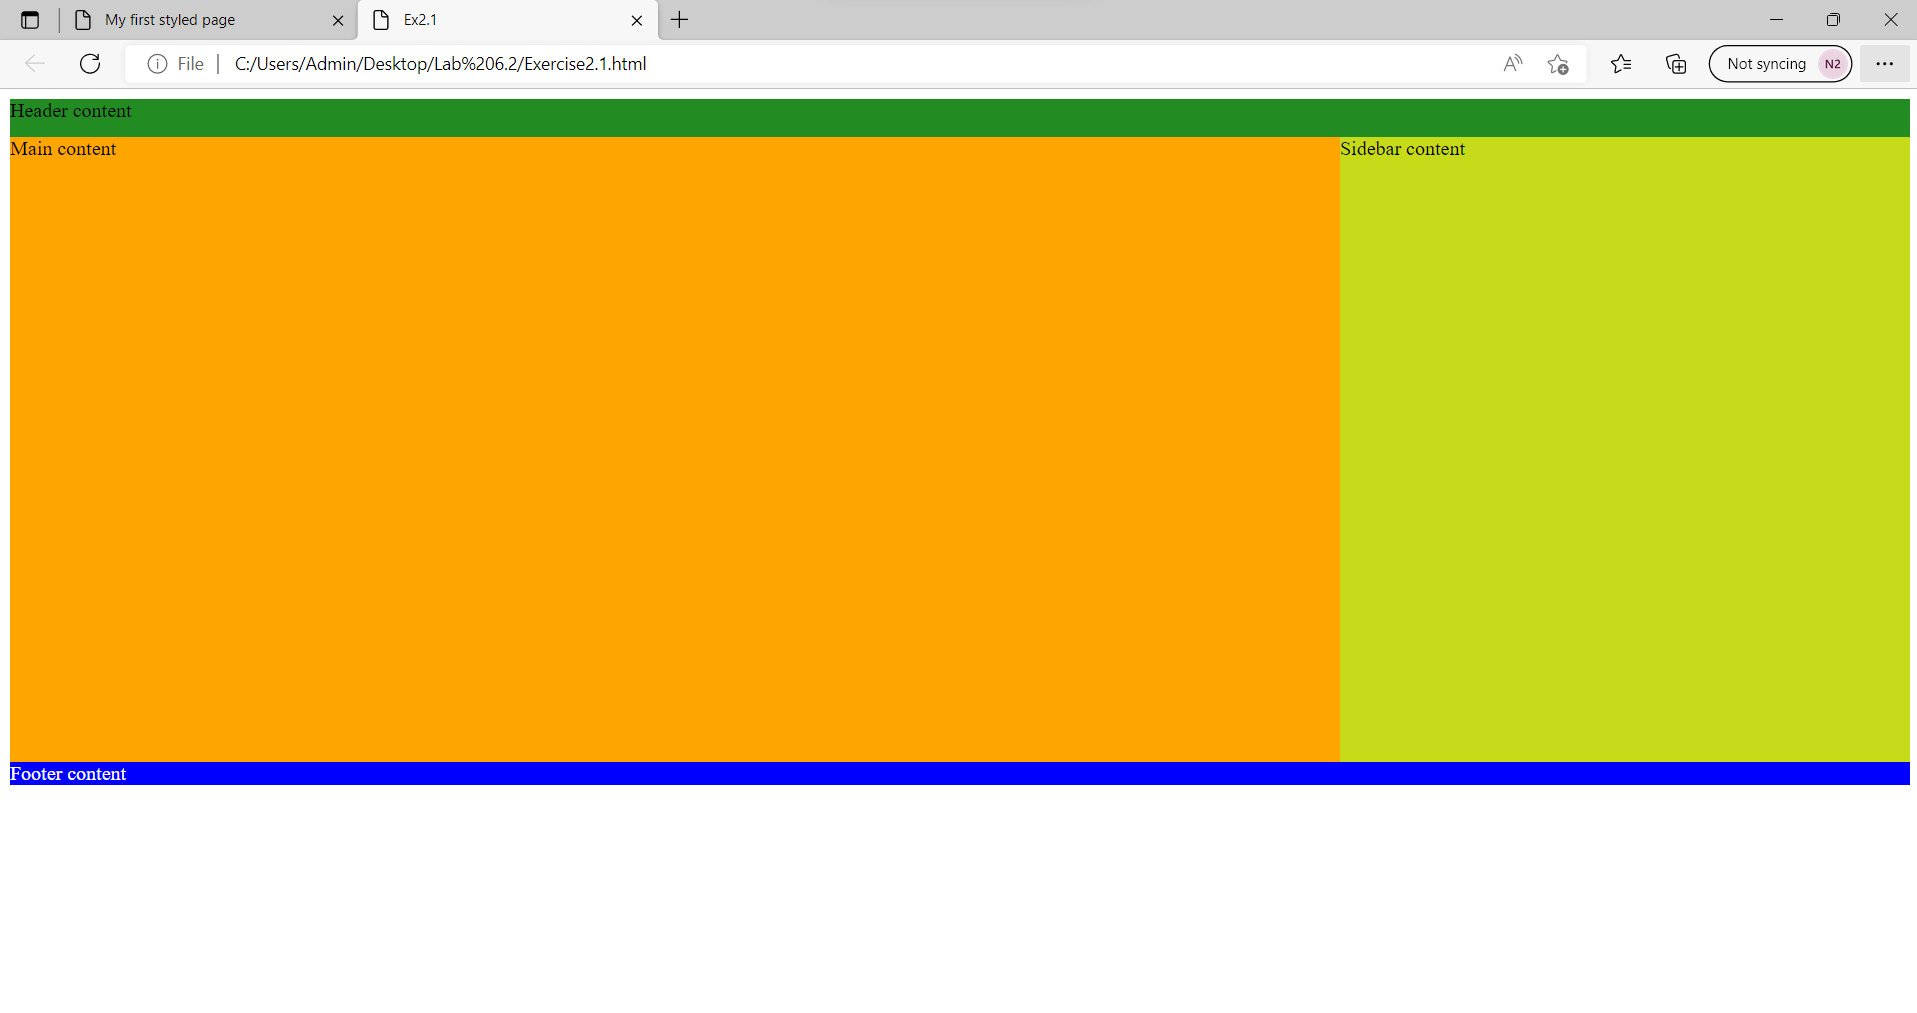 My first styled page
Ex2.1
File
C:/Users/Admin/Desktop/Lab%206.2/Exercise2.1.html
A
Not syncing
N2
Header content
Main content
Sidebar content
Footer content